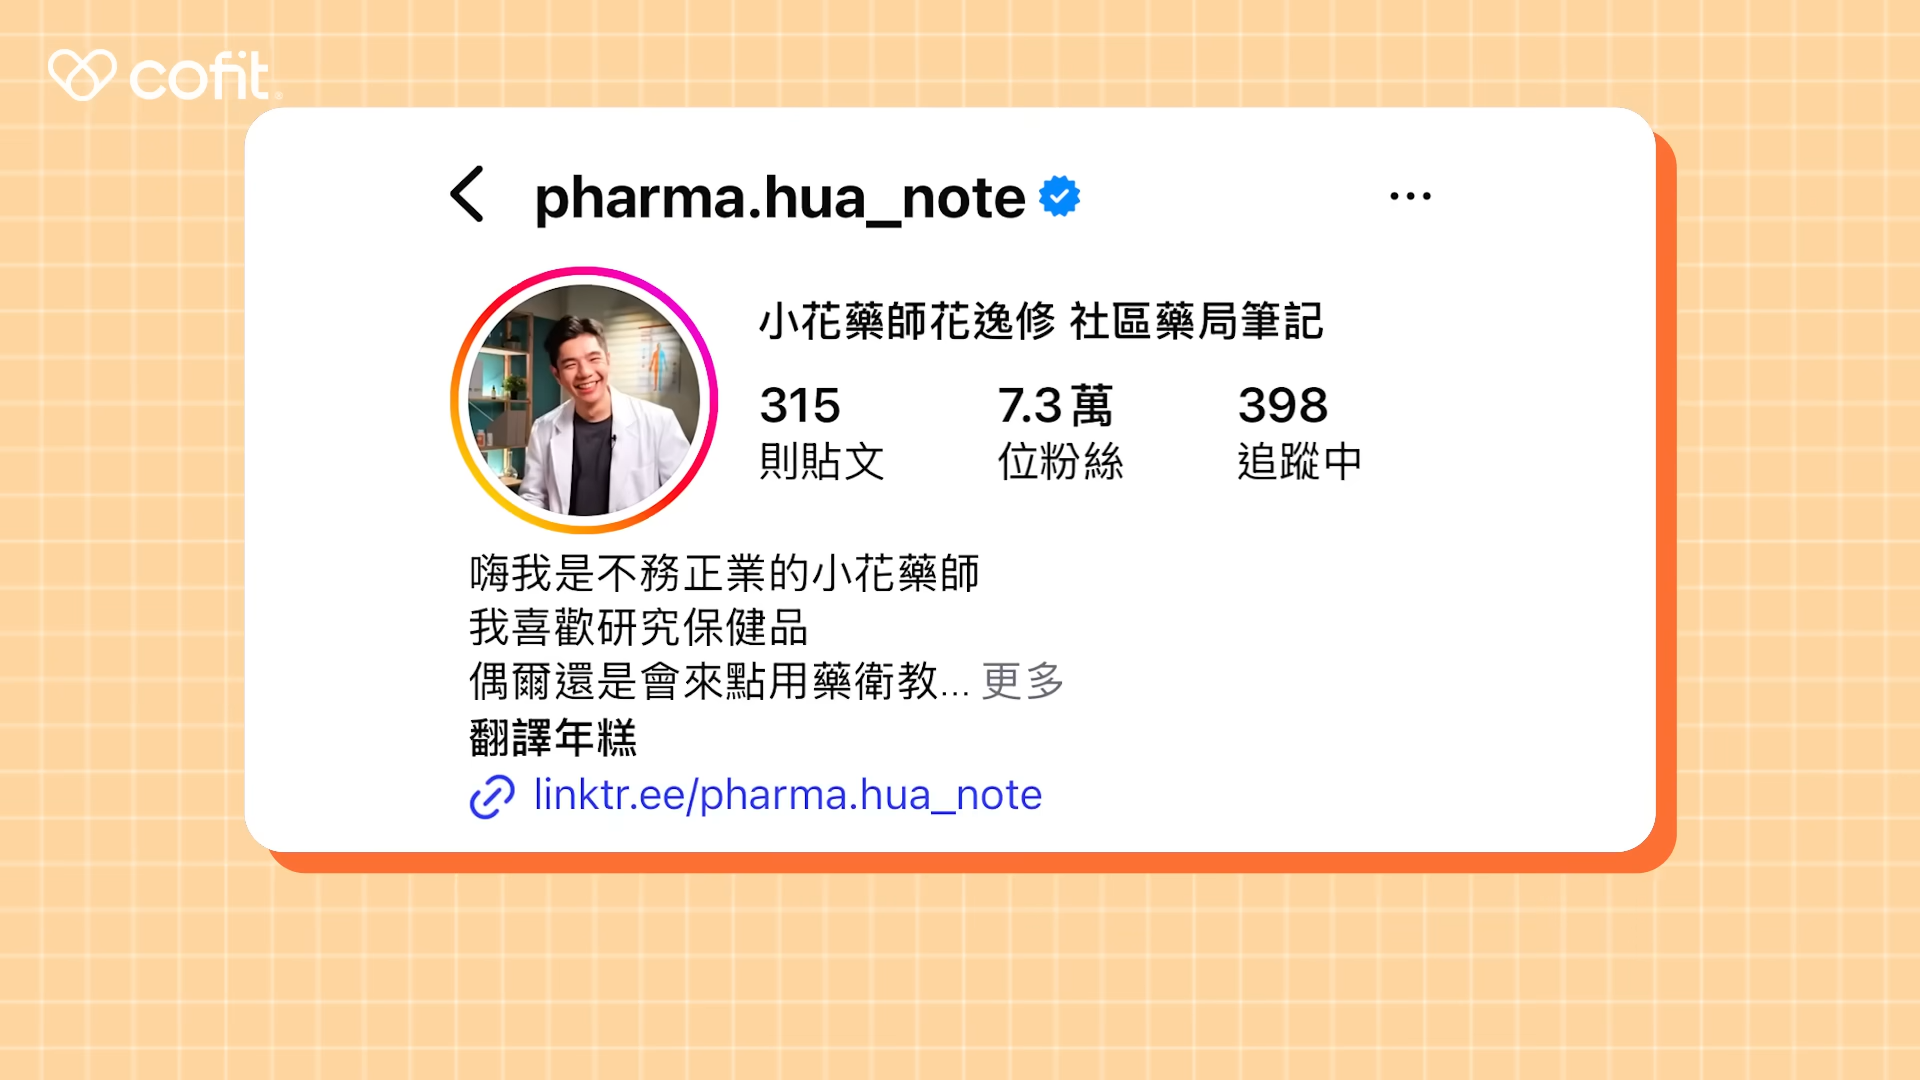 cofit
pharma.hua_note
小花藥師花逸修 社區藥局筆記
315 7.3萬 398
則貼文 位粉絲 追蹤中
嗨我是不務正業的小花藥師
我喜歡研究保健品
偶爾還是會來點用藥衛教... 更多
翻譯年糕
linktr.ee/pharma.hua_note